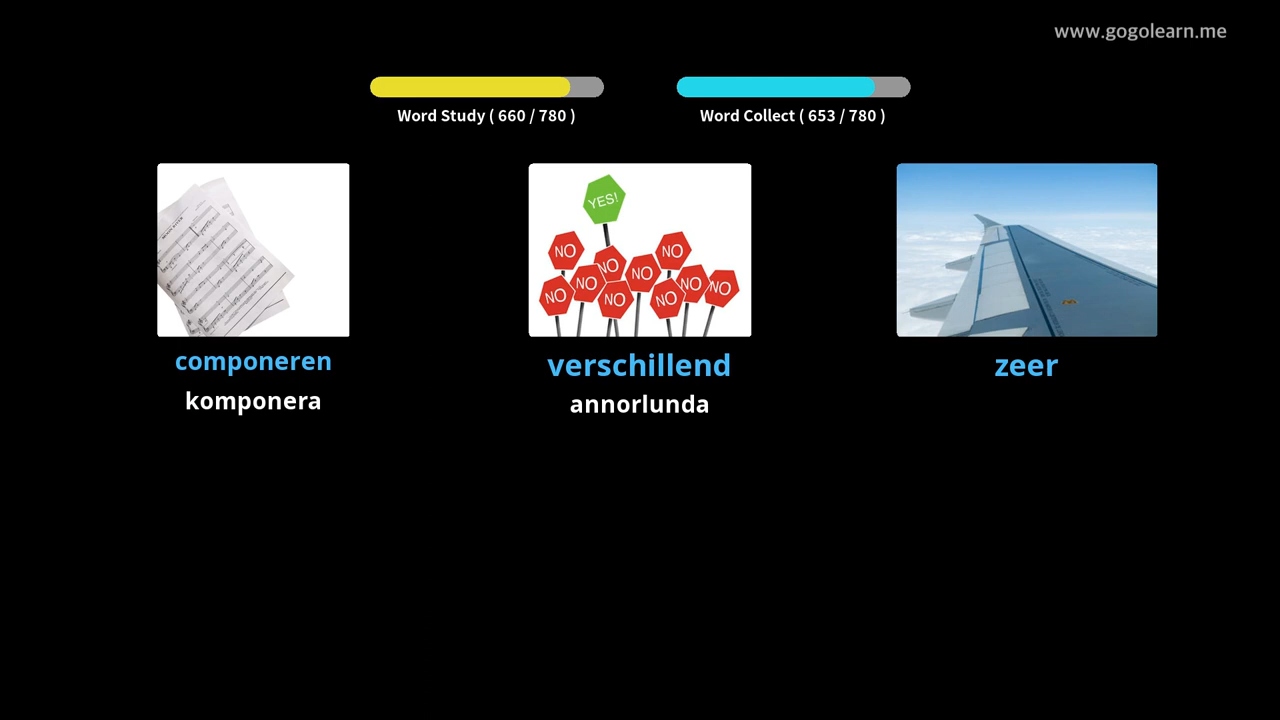 www.gogolearn.me
Word Study ( 660 / 780 )
Word Collect ( 653 / 780 )
YES!
NO
NO
NO
NO
NO
NO
NO
NO
NO
NO
componeren
komponera
verschillend
annorlunda
zeer